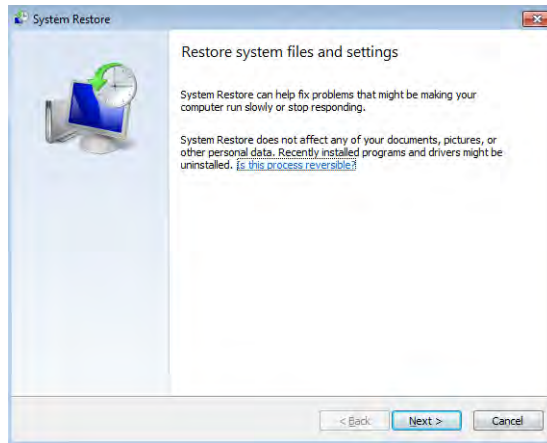 System Restore
Restore system files and settings
System Restore can help fix problems that might be making your
computer run slowly or stop responding.
System Restore does not affect any of your documents, pictures, or
other personal data. Recently installed programs and drivers might be
uninstalled. Is this process reversible?
< Back Next > Cancel